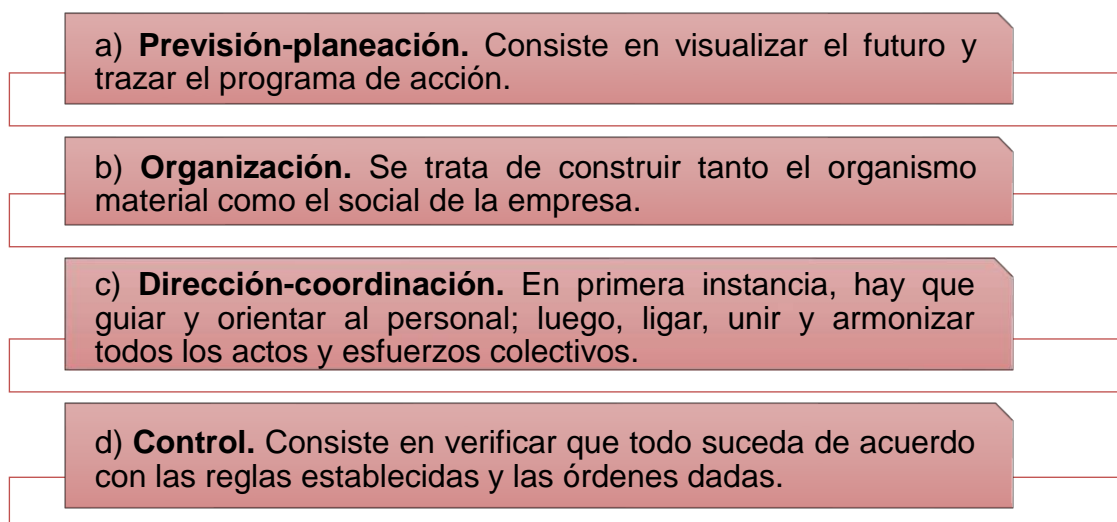 a) Previsión-planeación. Consiste en visualizar el futuro y
trazar el programa de acción.
b) Organización. Se trata de construir tanto el organismo
material como el social de la empresa.
c) Dirección-coordinación. En primera instancia, hay que
guiar y orientar al personal; luego, ligar, unir y armonizar
todos los actos y esfuerzos colectivos.
d) Control. Consiste en verificar que todo suceda de acuerdo
con las reglas establecidas y las órdenes dadas.